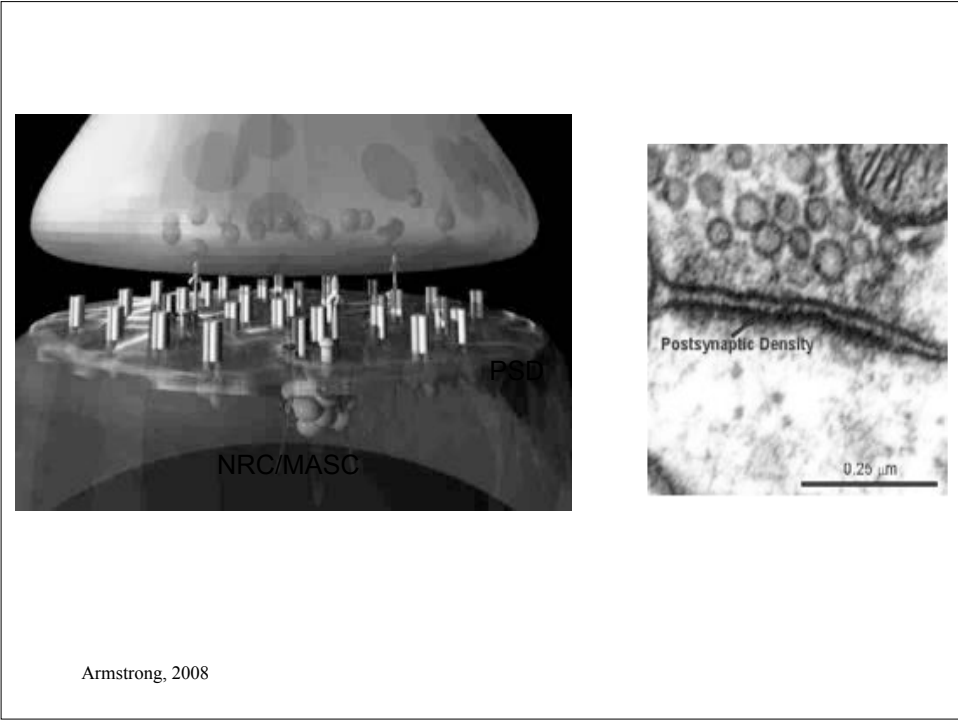 PSD
NRC/MASC
Postsynaptic Density
0.25 µm
Armstrong, 2008